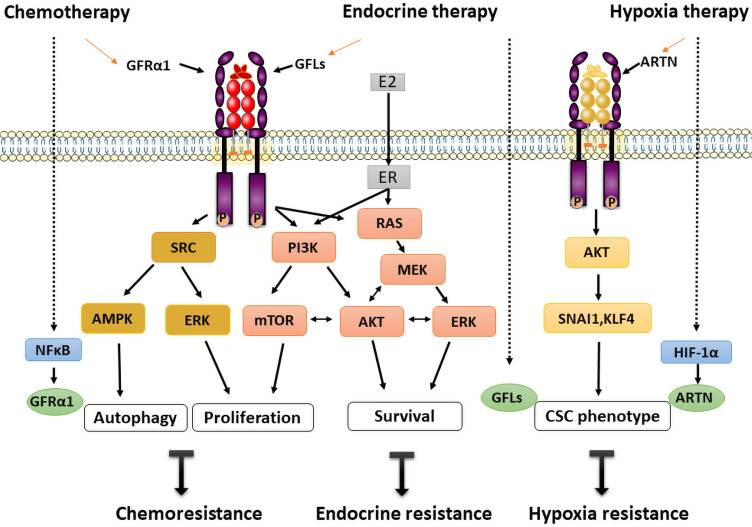 Chemotherapy
Endocrine therapy
Hypoxia therapy
GFRα1
GFLs
ARTN
E2
ER
P
P
P
P
RAS
SRC
PI3K
AKT
MEK
AMPK
ERK
mTOR
AKT
ERK
SNAI1,KLF4
NFκB
HIF-1α
GFRα1
GFLs
ARTN
Autophagy
Proliferation
Survival
CSC phenotype
Chemoresistance
Endocrine resistance
Hypoxia resistance